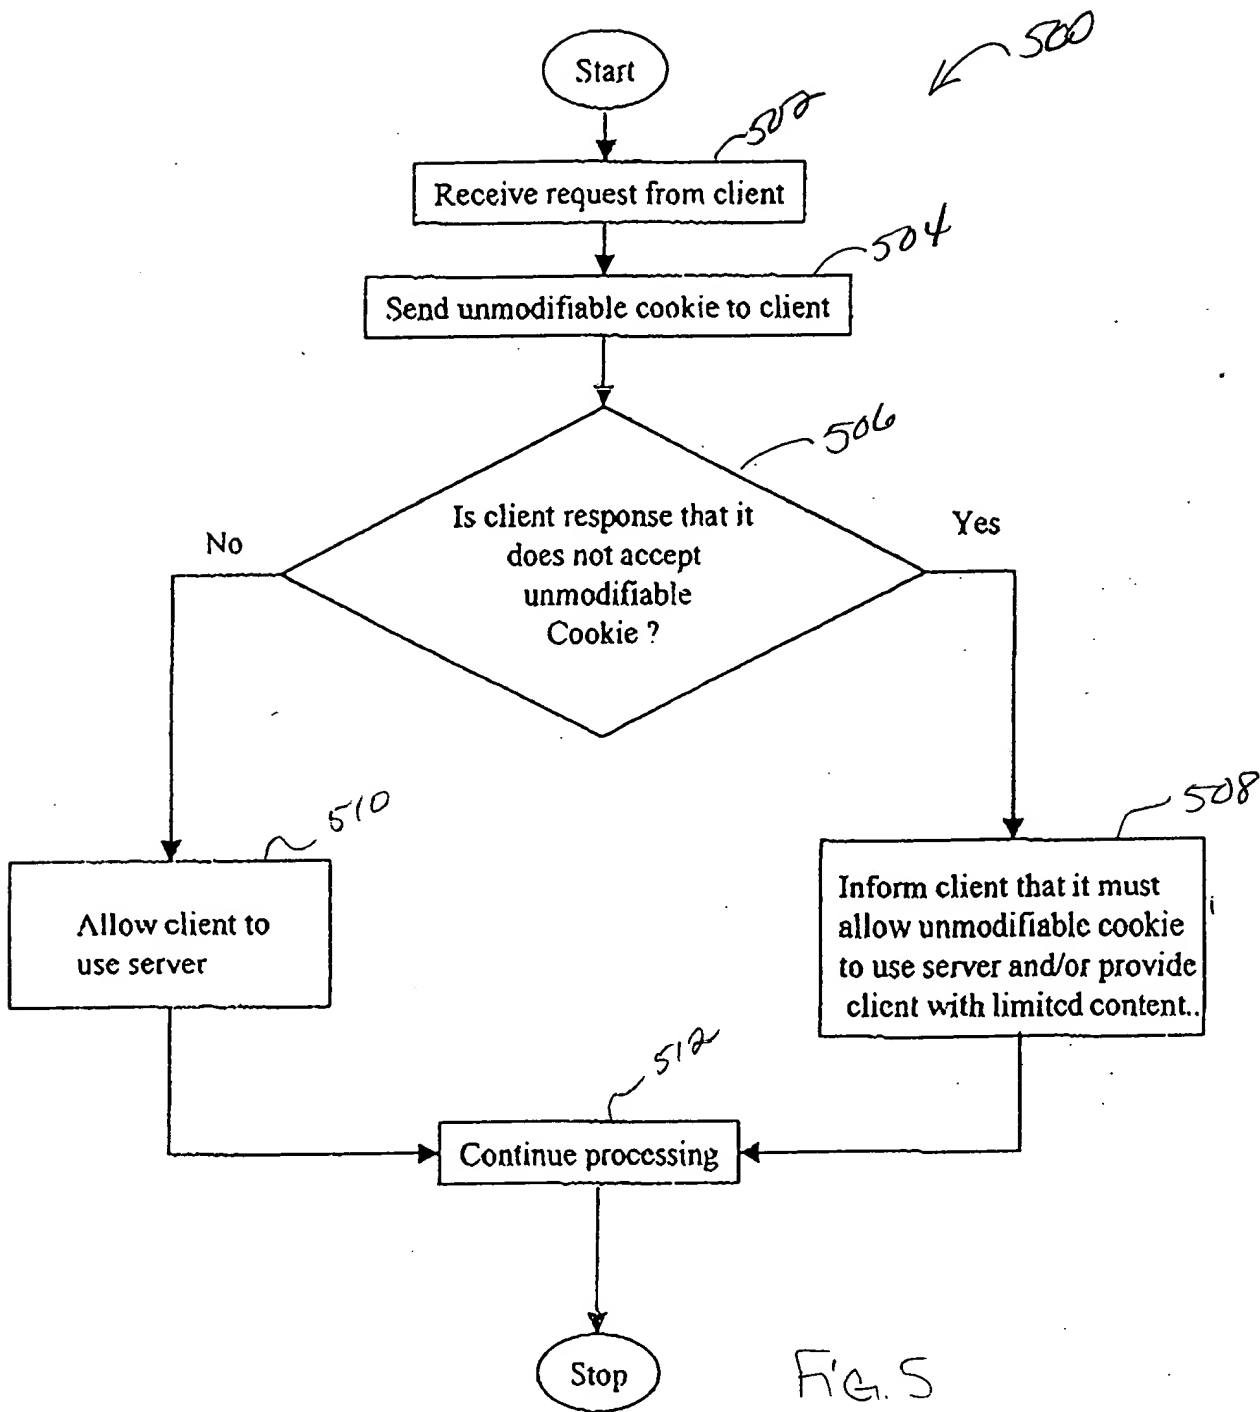 500
Start
502
Receive request from client
504
Send unmodifiable cookie to client
506
Is client response that it
does not accept
unmodifiable
Cookie ?
No
Yes
510
508
Allow client to
use server
Inform client that it must
allow unmodifiable cookie
to use server and/or provide
client with limited content..
512
Continue processing
Stop
FIG. 5